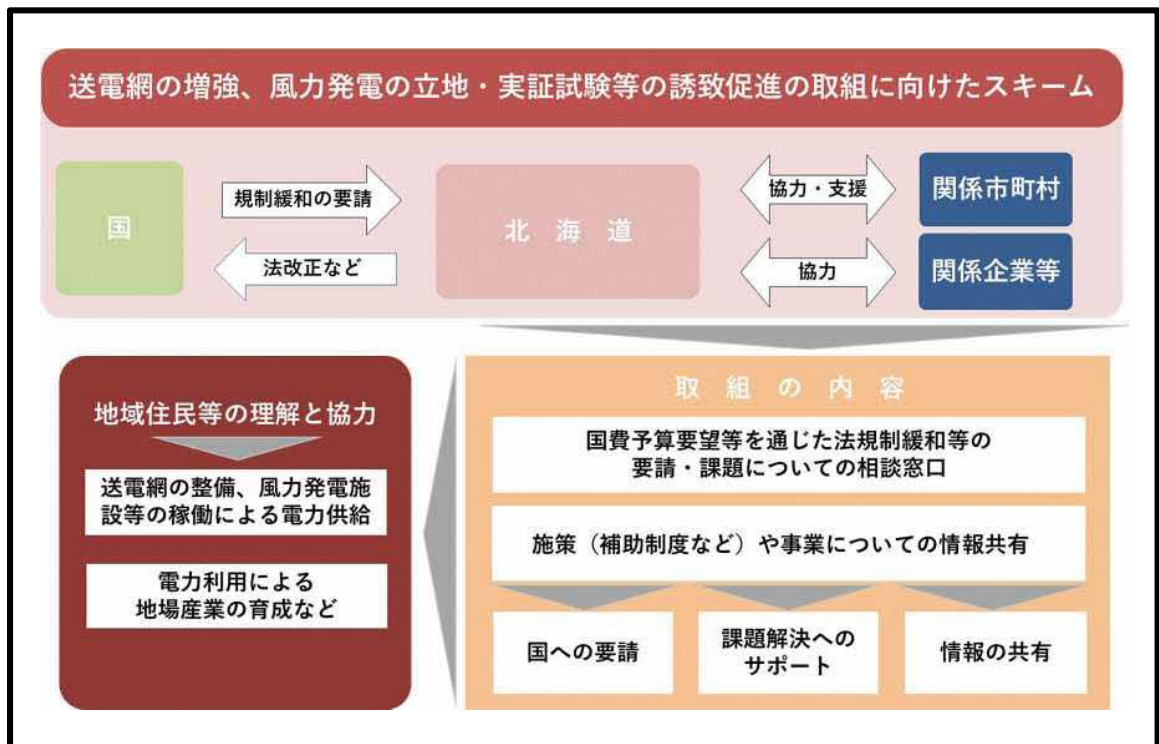 送電網の増強、風力発電の立地・実証試験等の誘致促進の取組に向けたスキーム
国
規制緩和の要請
法改正など
北海道
協力・支援
協力
関係市町村
関係企業等
地域住民等の理解と協力
送電網の整備、風力発電施
設等の稼働による電力供給
電力利用による
地場産業の育成など
取組の内容
国費予算要望等を通じた法規制緩和等の
要請・課題についての相談窓口
施策（補助制度など）や事業についての情報共有
国への要請
課題解決への
サポート
情報の共有